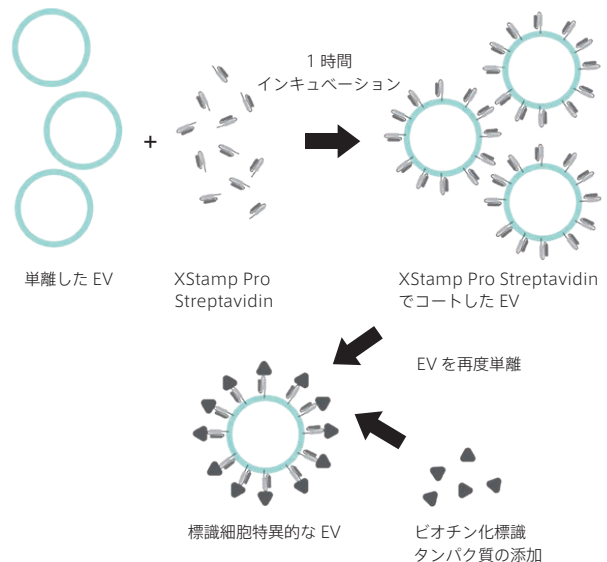 1 時間
インキュベーション
+
単離した EV
XStamp Pro
Streptavidin
XStamp Pro Streptavidin
でコートした EV
EV を再度単離
標識細胞特異的な EV
ビオチン化標識
タンパク質の添加